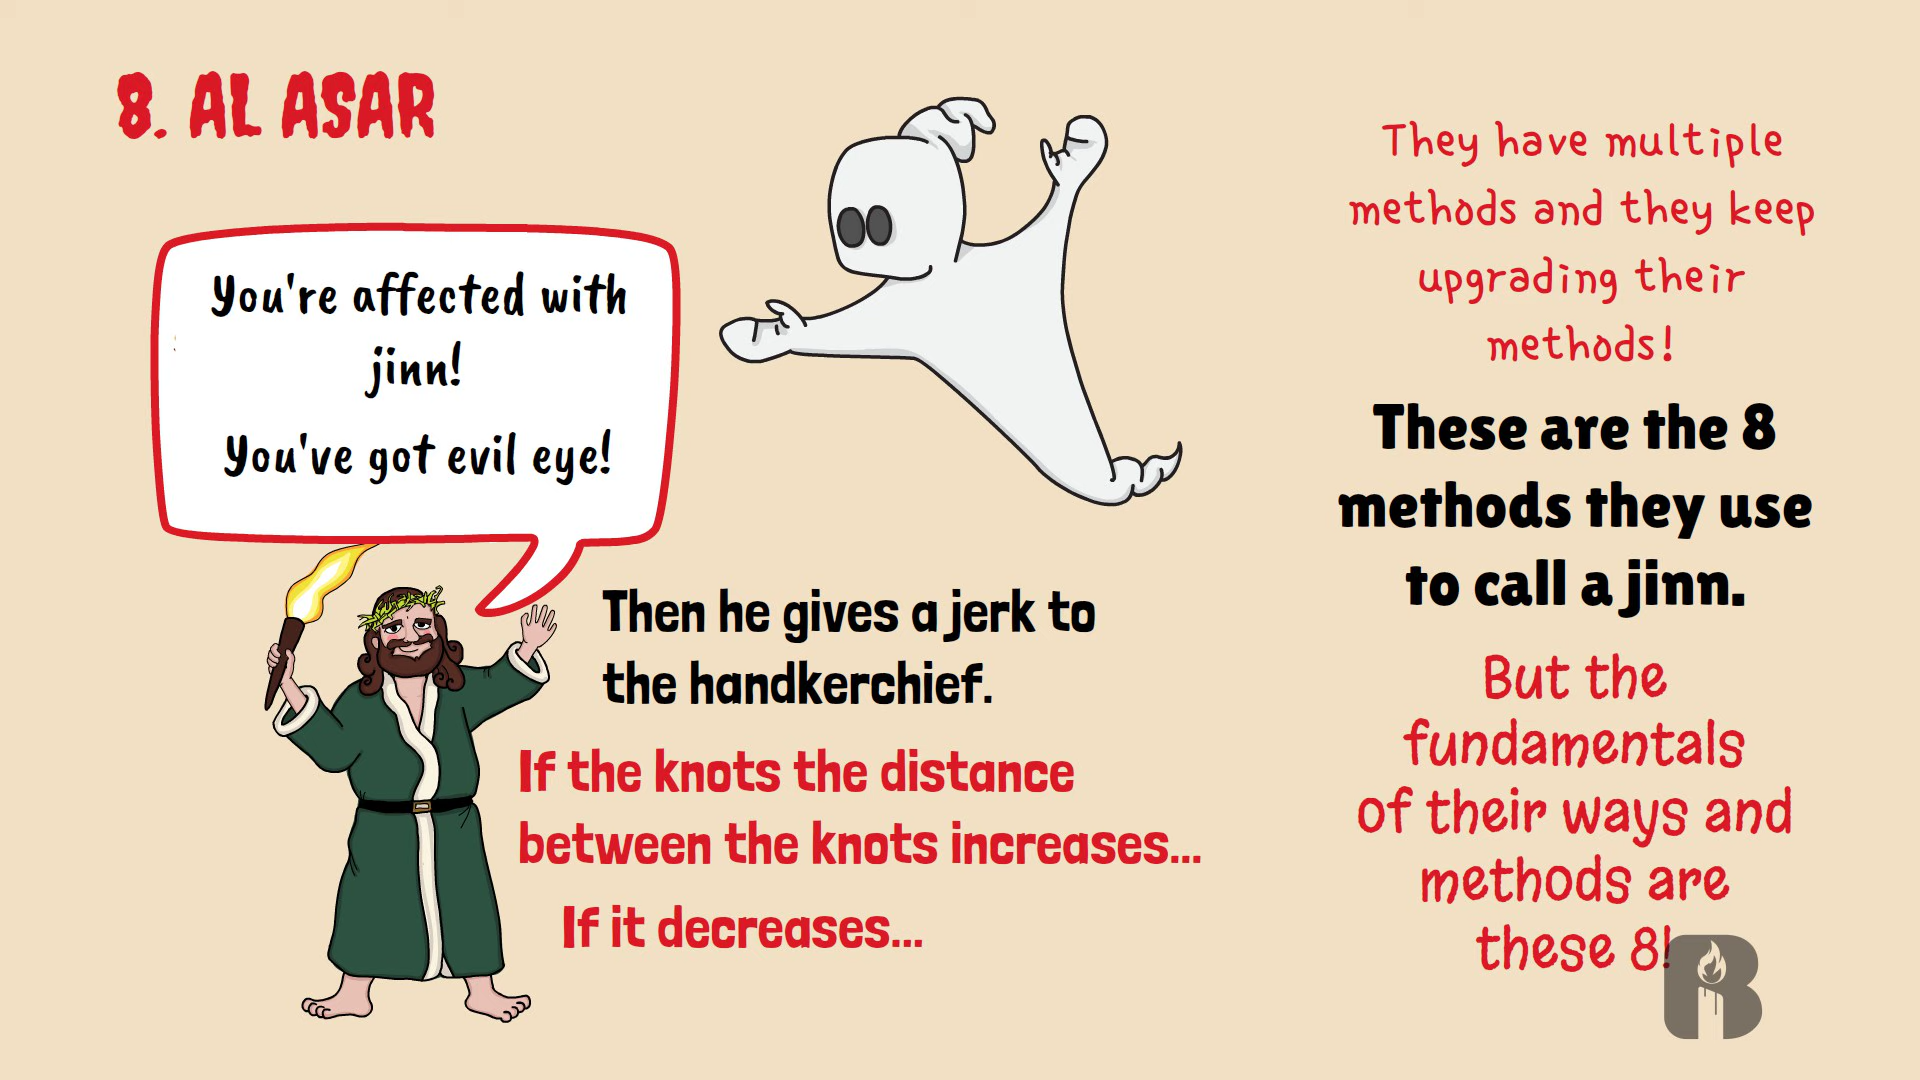 8. AL ASAR
You're affected with
jinn!
You've got evil eye!
Then he gives a jerk to
the handkerchief.
If the knots the distance
between the knots increases...
If it decreases...
They have multiple
methods and they keep
upgrading their
methods!
These are the 8
methods they use
to call a jinn.
But the
fundamentals
of their ways and
methods are
these 8!
B